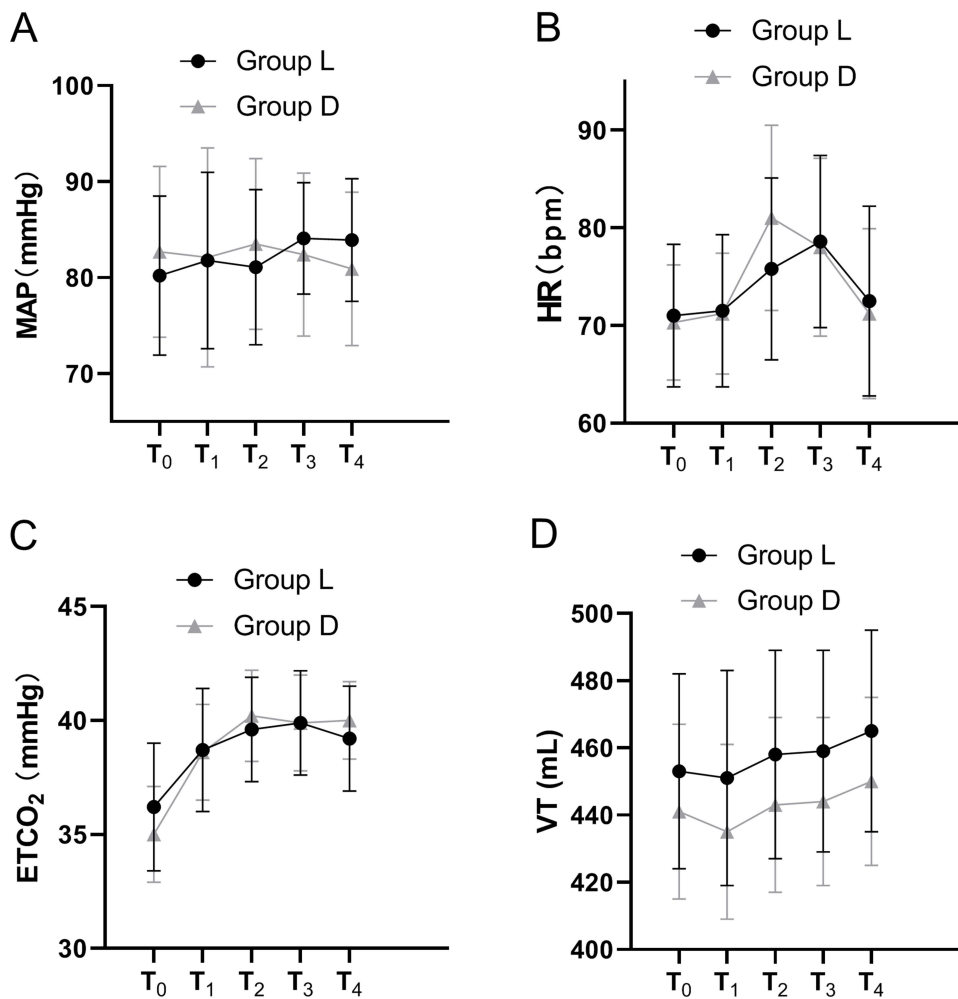 A
Group L
Group D
MAP（mmHg）
100
90
80
70
T₀ T₁ T₂ T₃ T₄
B
Group L
Group D
HR（bpm）
90
80
70
60
T₀ T₁ T₂ T₃ T₄
C
Group L
Group D
ETCO₂（mmHg）
45
40
35
30
T₀ T₁ T₂ T₃ T₄
D
Group L
Group D
VT (mL)
500
480
460
440
420
400
T₀ T₁ T₂ T₃ T₄